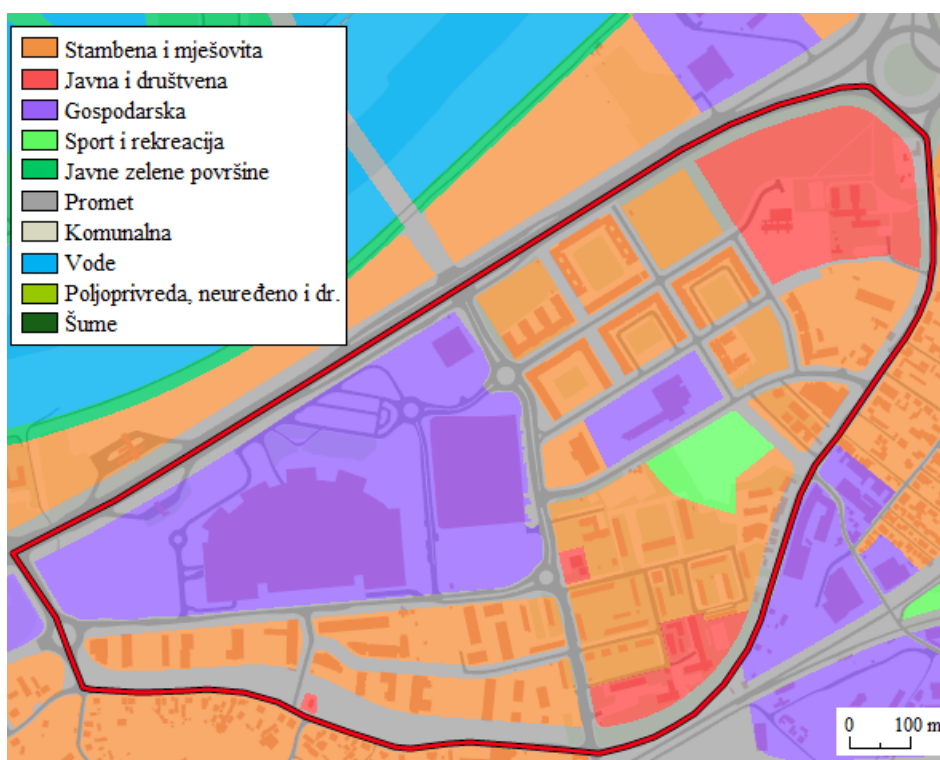 Stambena i mješovita
Javna i društvena
Gospodarska
Sport i rekreacija
Javne zelene površine
Promet
Komunalna
Vode
Poljoprivreda, neuređeno i dr.
Šume
0 100 m